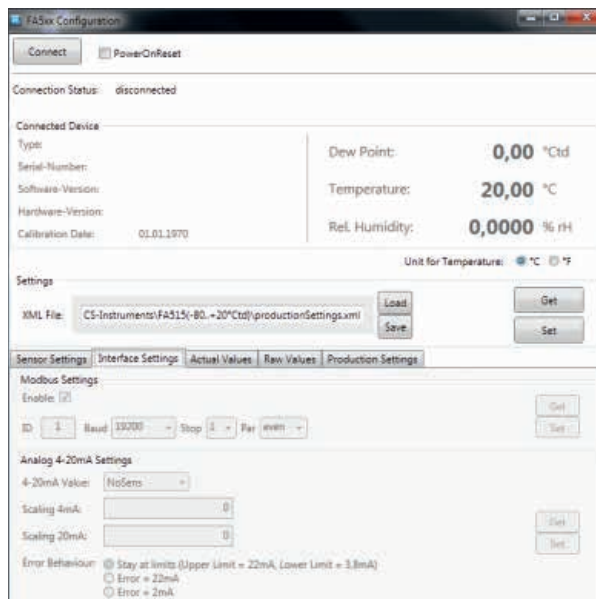 FA5xx Configuration
Connect PowerOnReset
Connection Status: disconnected
Connected Device
Type:
Serial-Number:
Software-Version:
Hardware-Version:
Calibration Date: 01.01.1970
Dew Point: 0,00 °Ctd
Temperature: 20,00 °C
Rel. Humidity: 0,0000 % rH
Unit for Temperature: °C °F
Settings
XML File: CS-Instruments\FA515(-80..+20°Ctd)\productionSettings.xml
Load
Save
Get
Set
Sensor Settings Interface Settings Actual Values Raw Values Production Settings
Modbus Settings
Enable:
ID 1 Baud 19200 Stop 1 Par even
Get
Set
Analog 4-20mA Settings
4-20mA Value: NoSens
Scaling 4mA: 0
Scaling 20mA: 0
Get
Set
Error Behaviour: Stay at limits (Upper Limit = 22mA, Lower Limit = 3.8mA)
Error = 22mA
Error = 2mA